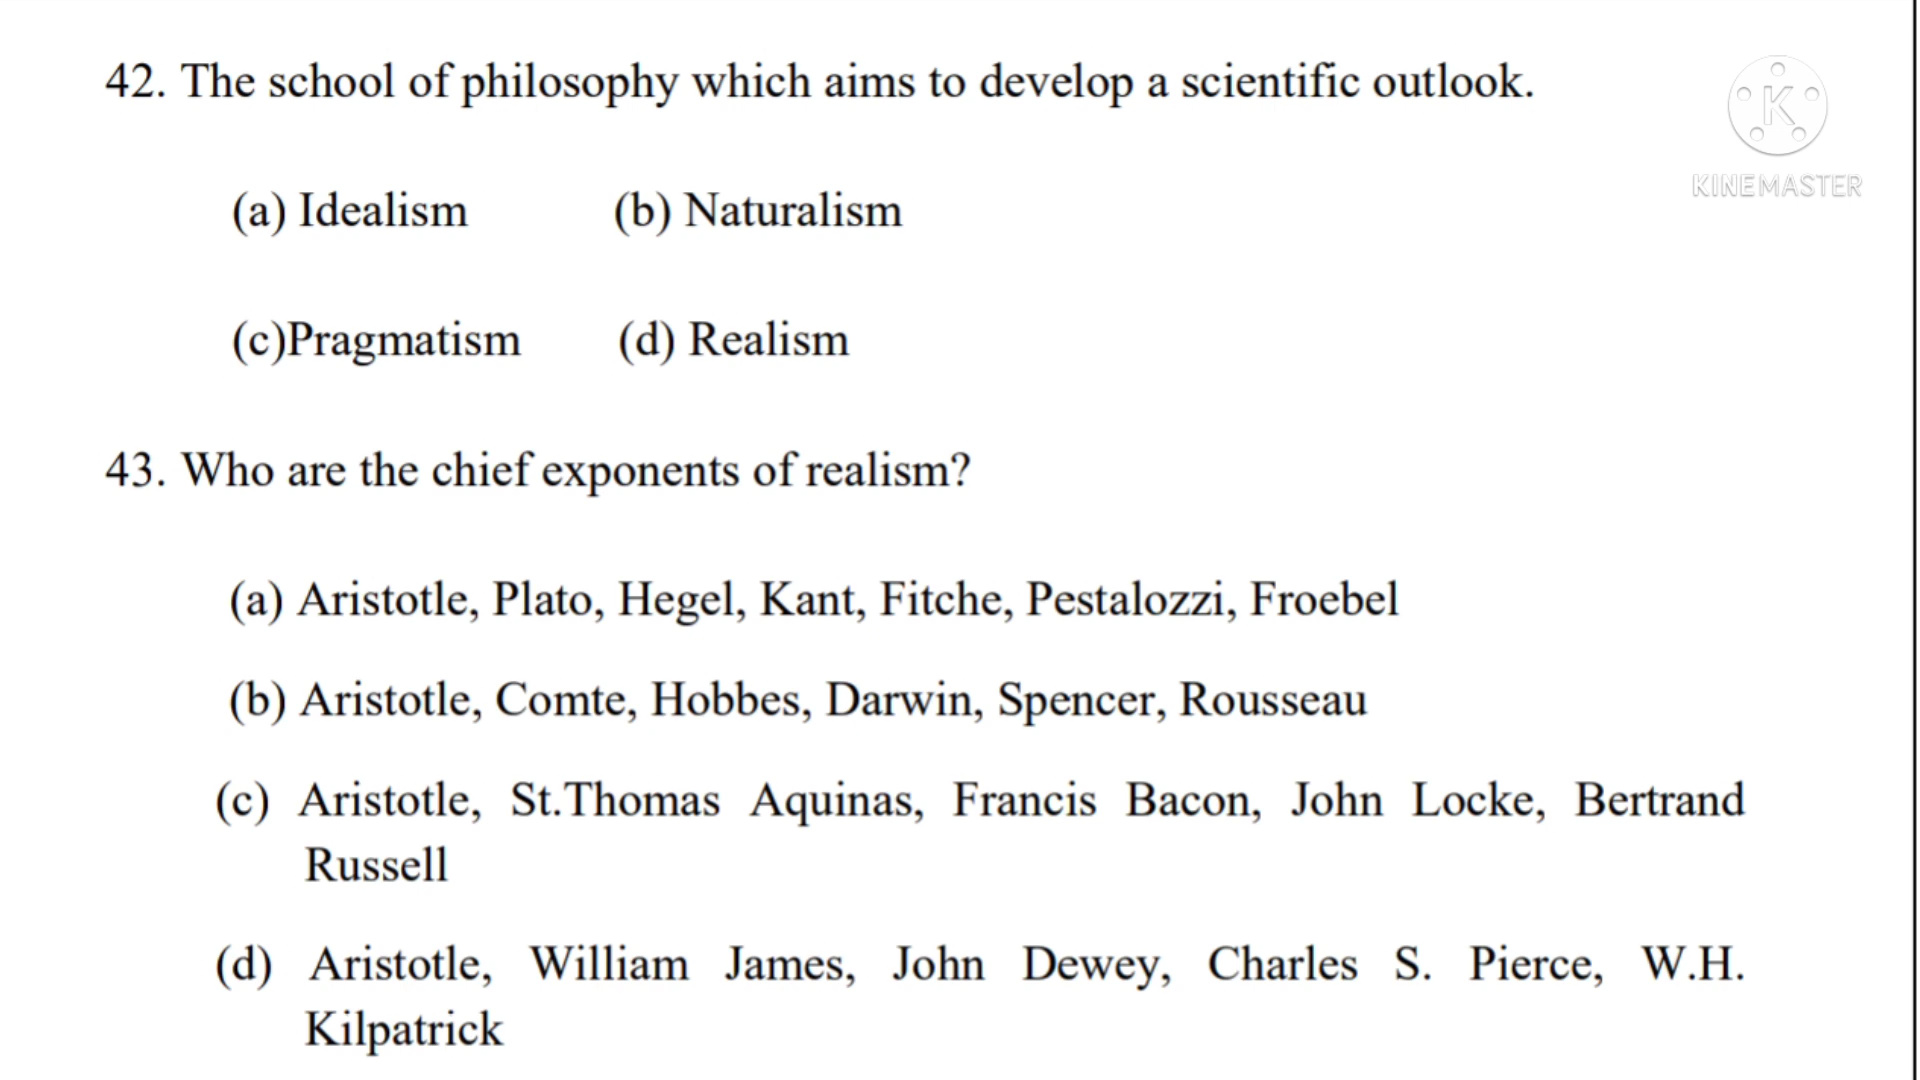 42. The school of philosophy which aims to develop a scientific outlook.
K
KINEMASTER
(a) Idealism (b) Naturalism
(c)Pragmatism (d) Realism
43. Who are the chief exponents of realism?
(a) Aristotle, Plato, Hegel, Kant, Fitche, Pestalozzi, Froebel
(b) Aristotle, Comte, Hobbes, Darwin, Spencer, Rousseau
(c) Aristotle, St.Thomas Aquinas, Francis Bacon, John Locke, Bertrand
Russell
(d) Aristotle, William James, John Dewey, Charles S. Pierce, W.H.
Kilpatrick